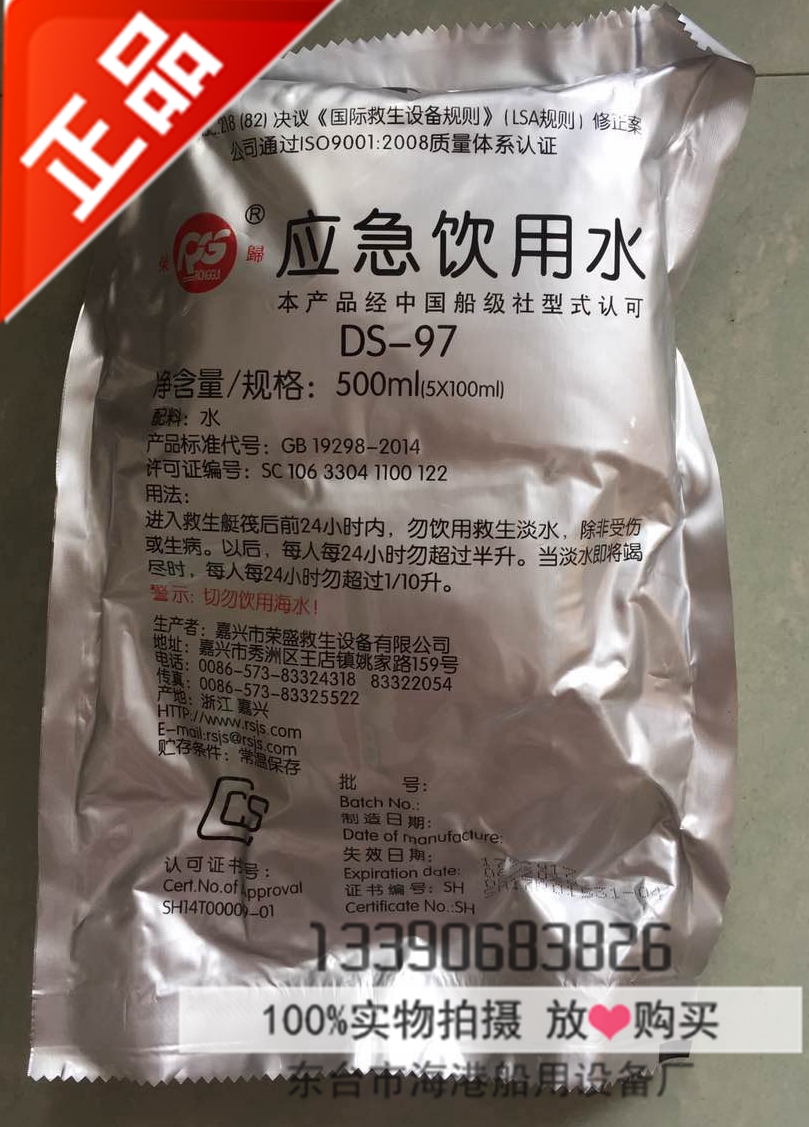 正品
218 (82) 决议《国际救生设备规则》(LSA规则) 修正案
公司通过ISO9001:2008质量体系认证
RSG
RONGGUI
®
歸
应急饮用水
本产品经中国船级社型式认可
DS-97
净含量/规格：500ml(5X100ml)
配料：水
产品标准代号：GB 19298-2014
许可证编号：SC 106 3304 1100 122
用法：
进入救生艇筏后前24小时内，勿饮用救生淡水，除非受伤
或生病。以后，每人每24小时勿超过半升。当淡水即将竭
尽时，每人每24小时勿超过1/10升。
警示：切勿饮用海水！
生产者：嘉兴市荣盛救生设备有限公司
地址：嘉兴市秀洲区王店镇姚家路159号
电话：0086-573-83324318 83322054
传真：0086-573-83325522
产地：浙江 嘉兴
HTTP://www.rsjs.com
E-mail:rsjs@rsjs.com
贮存条件：常温保存
CCS
认可证书号：
Cert.No.of Approval
SH14T00009-01
批 号：
Batch No.:
制造日期：
Date of manufacture:
失效日期：
Expiration date:
证书编号：SH
Certificate No.:SH
13390683826
100%实物拍摄 放❤购买
东台市海港船用设备厂